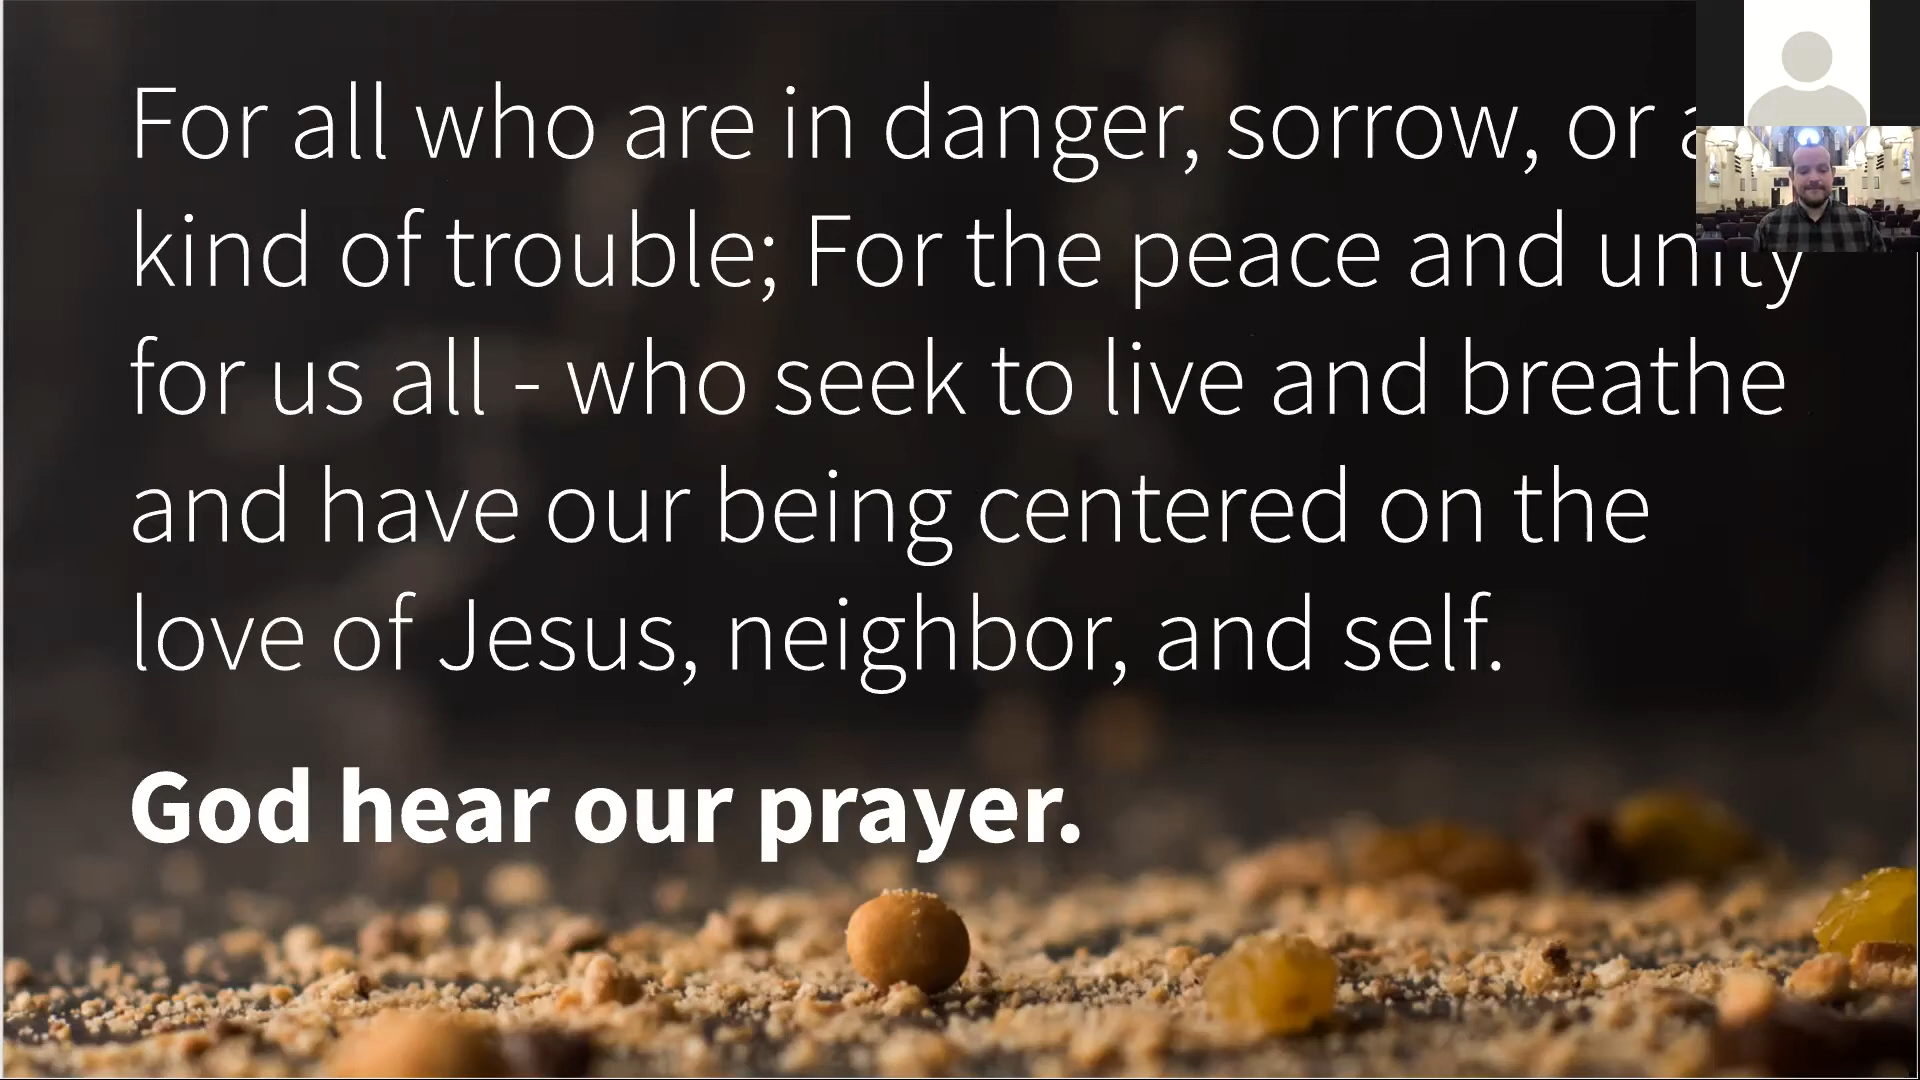 For all who are in danger, sorrow, or
kind of trouble; For the peace and unity
for us all - who seek to live and breathe
and have our being centered on the
love of Jesus, neighbor, and self.
God hear our prayer.